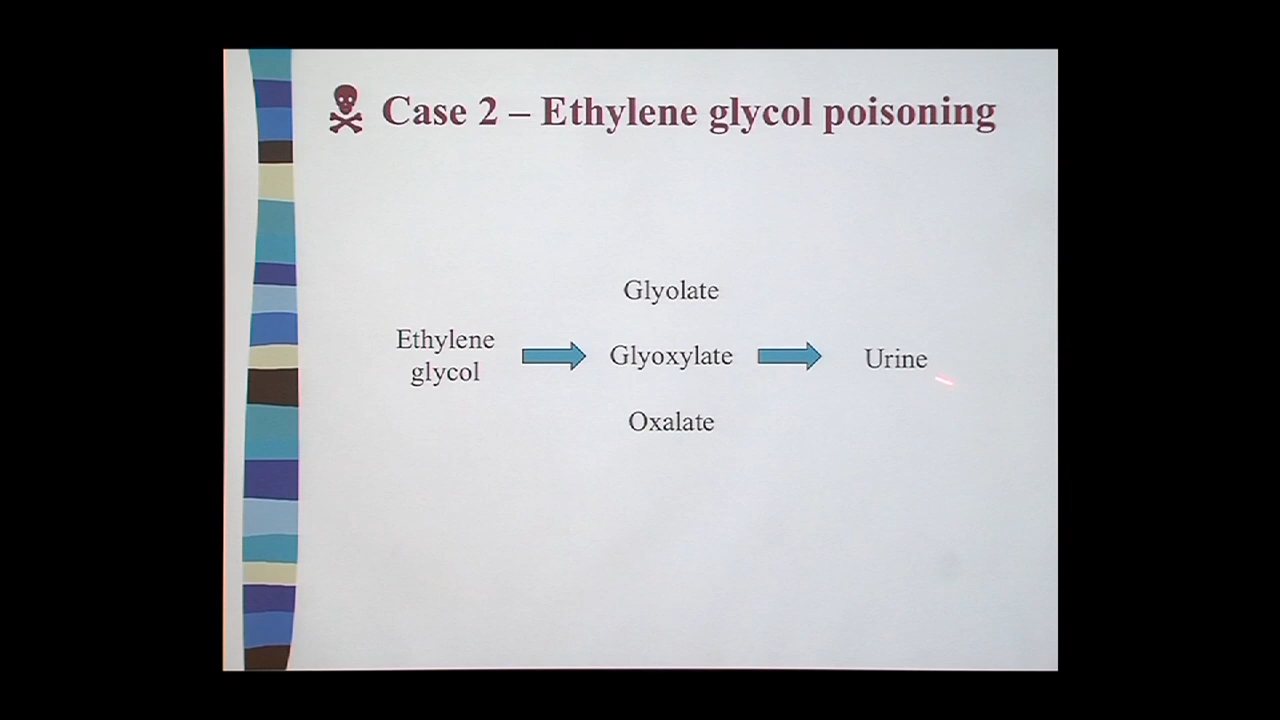 Case 2 – Ethylene glycol poisoning
Glyolate
Ethylene
glycol
Glyoxylate
Urine
Oxalate